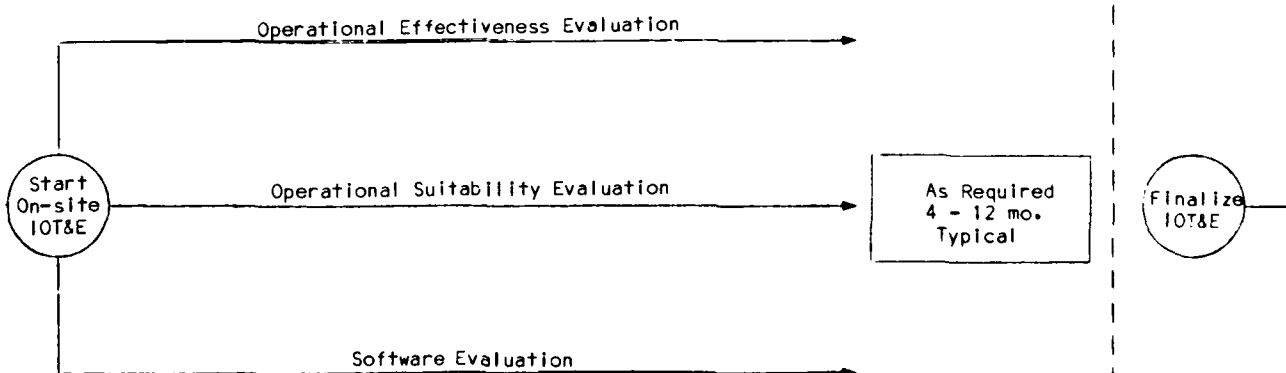 Operational Effectiveness Evaluation
Start
On-site
IOT&E
Operational Suitability Evaluation
As Required
4 - 12 mo.
Typical
Finalize
IOT&E
Software Evaluation